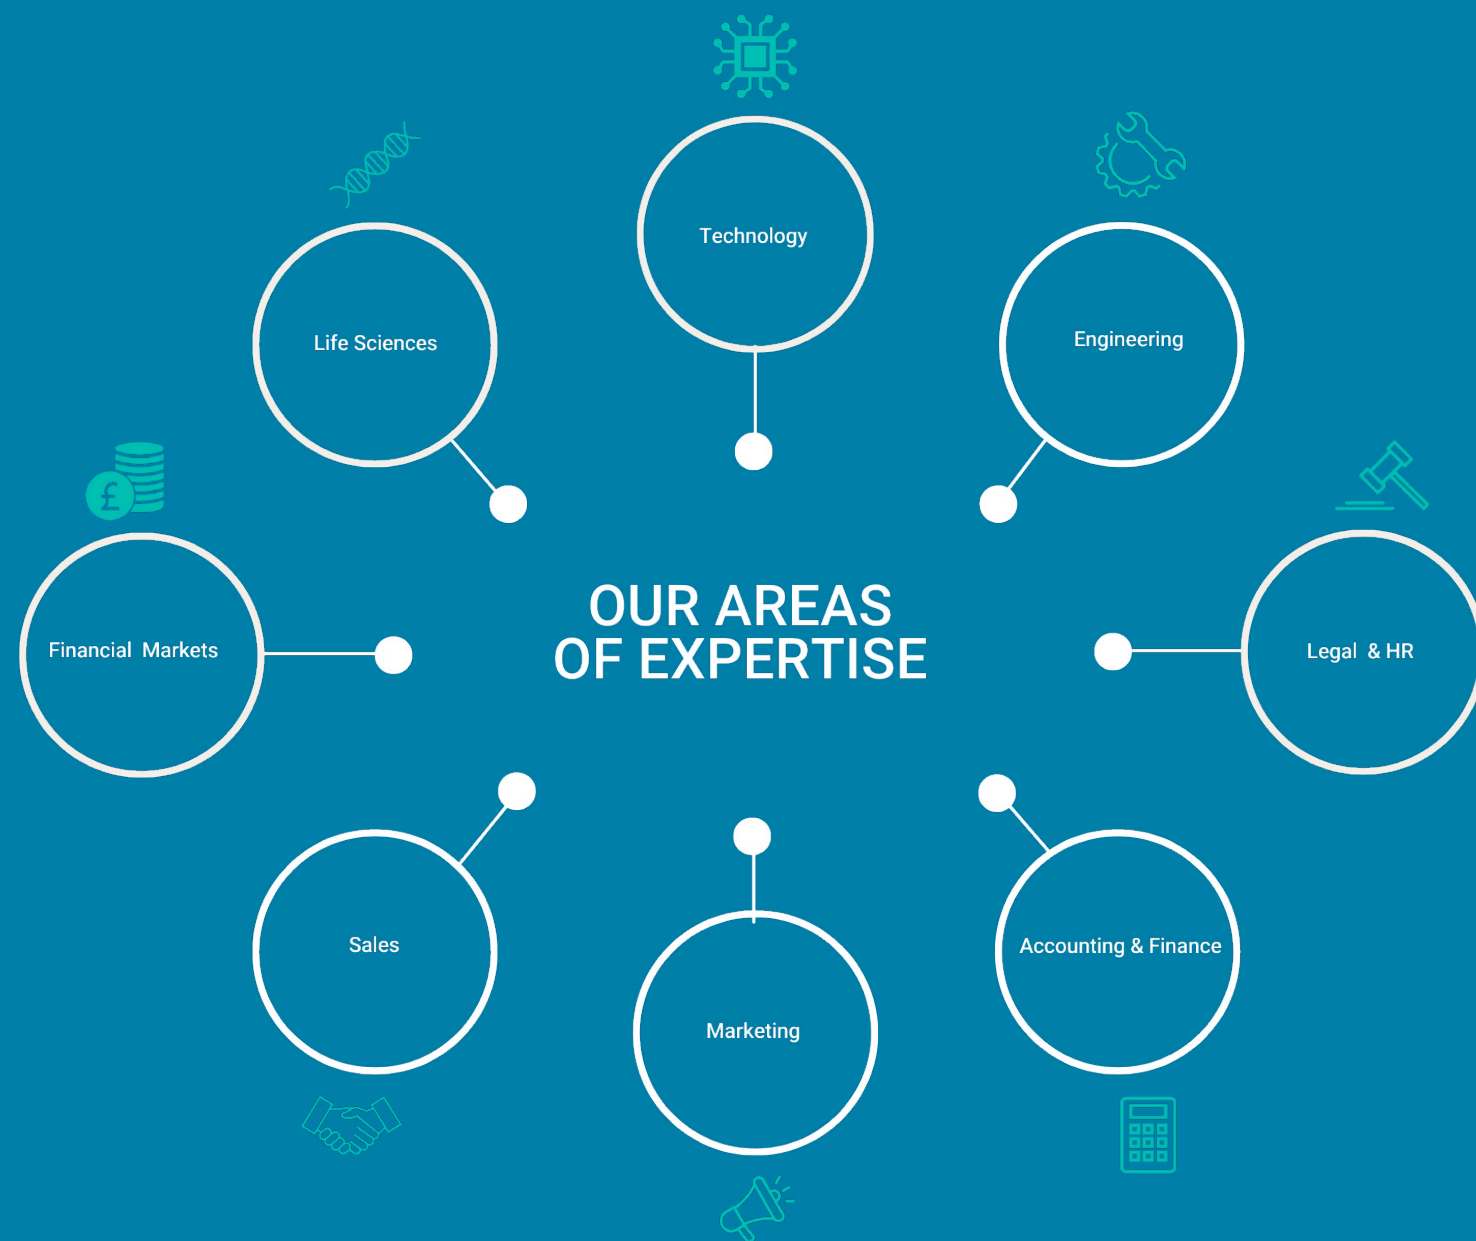 Technology
Life Sciences
Engineering
OUR AREAS
OF EXPERTISE
Financial Markets
Legal & HR
Sales
Accounting & Finance
Marketing
£